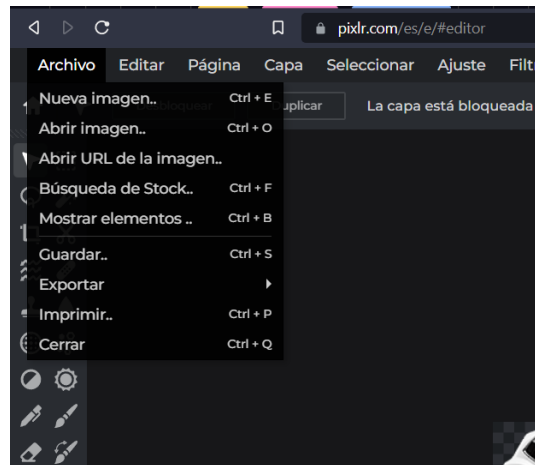 pixlr.com/es/e/#editor
Archivo Editar Página Capa Seleccionar Ajuste
Nueva imagen.. Ctrl + E
Abrir imagen.. Ctrl + O
Abrir URL de la imagen..
Búsqueda de Stock.. Ctrl + F
Mostrar elementos .. Ctrl + B
Guardar.. Ctrl + S
Exportar
Imprimir.. Ctrl + P
Cerrar Ctrl + Q
La capa está bloqueada